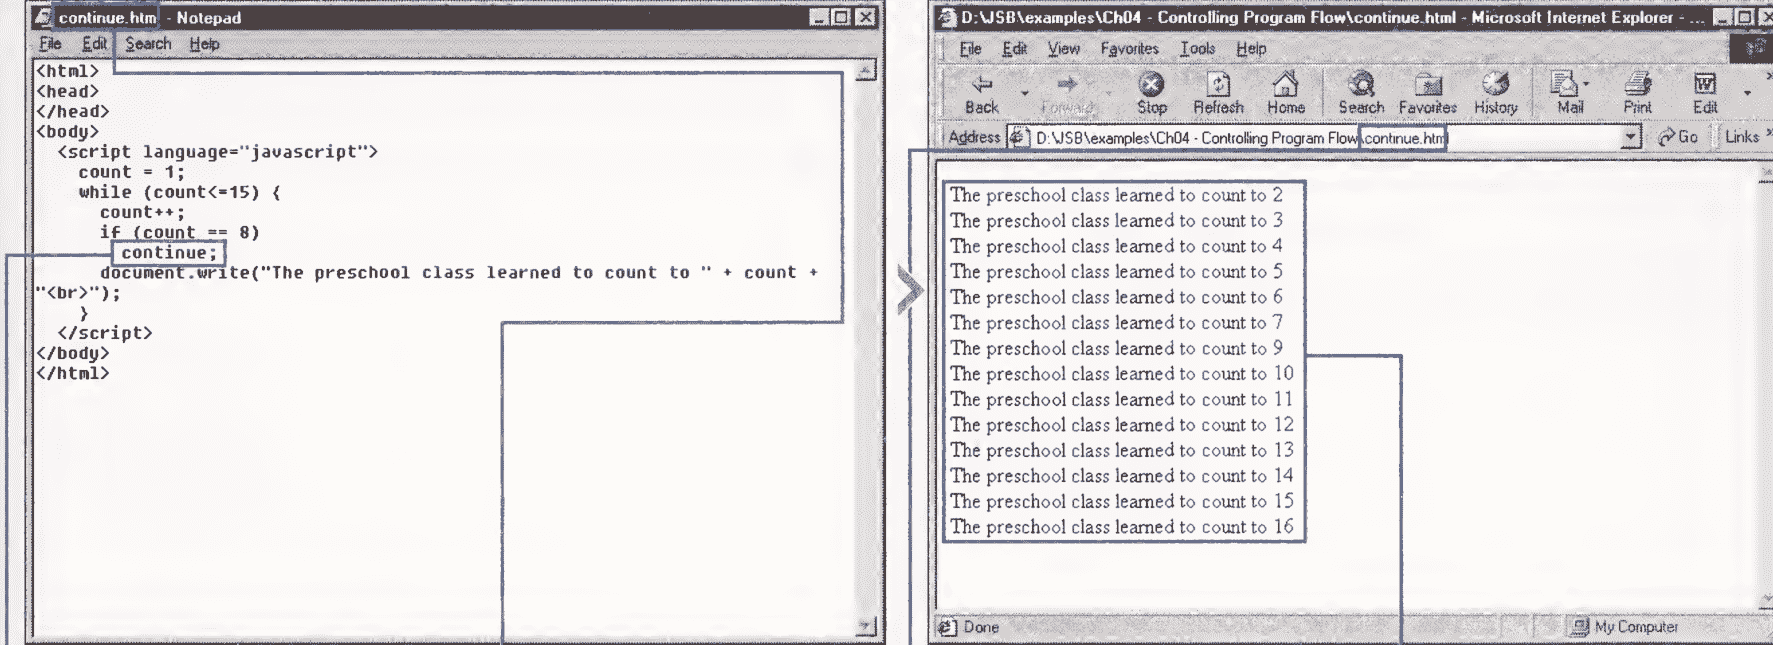 continue.htm - Notepad
File Edit Search Help
<html>
<head>
</head>
<body>
<script language="javascript">
count = 1;
while (count<=15) {
count++;
if (count == 8)
continue;
document.write("The preschool class learned to count to " + count +
"<br>");
}
</script>
</body>
</html>
D:\JSB\examples\Ch04 - Controlling Program Flow\continue.html - Microsoft Internet Explorer - ...
File Edit View Favorites Tools Help
Back Forward Stop Refresh Home Search Favorites History Mail Print Edit
Address D:\JSB\examples\Ch04 - Controlling Program Flow\continue.html Go Links
The preschool class learned to count to 2
The preschool class learned to count to 3
The preschool class learned to count to 4
The preschool class learned to count to 5
The preschool class learned to count to 6
The preschool class learned to count to 7
The preschool class learned to count to 9
The preschool class learned to count to 10
The preschool class learned to count to 11
The preschool class learned to count to 12
The preschool class learned to count to 13
The preschool class learned to count to 14
The preschool class learned to count to 15
The preschool class learned to count to 16
Done
My Computer